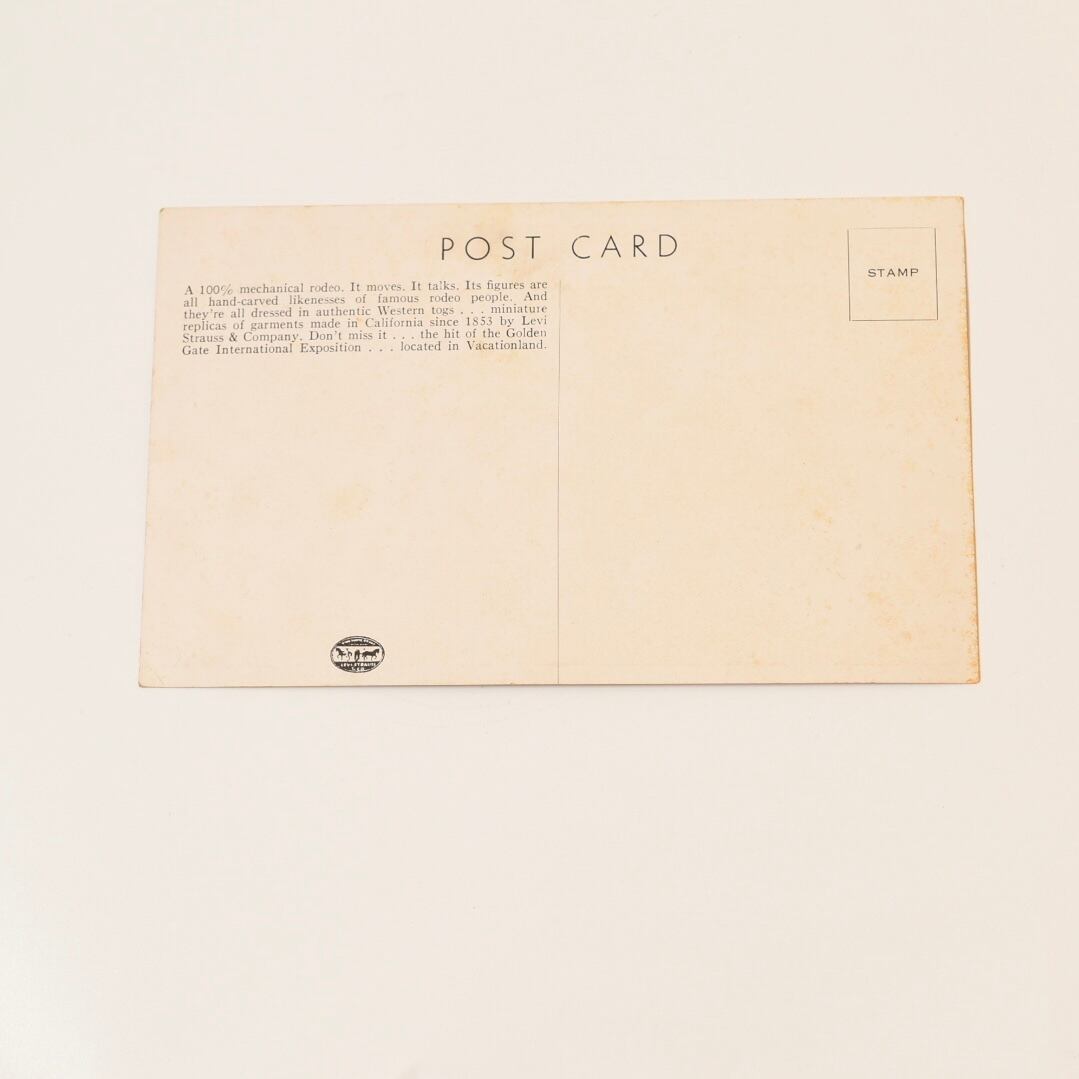 POST CARD
STAMP
A 100% mechanical rodeo. It moves. It talks. Its figures are
all hand-carved likenesses of famous rodeo people. And
they're all dressed in authentic Western togs . . . miniature
replicas of garments made in California since 1853 by Levi
Strauss & Company. Don't miss it . . . the hit of the Golden
Gate International Exposition . . . located in Vacationland.
LEVI STRAUSS
& CO